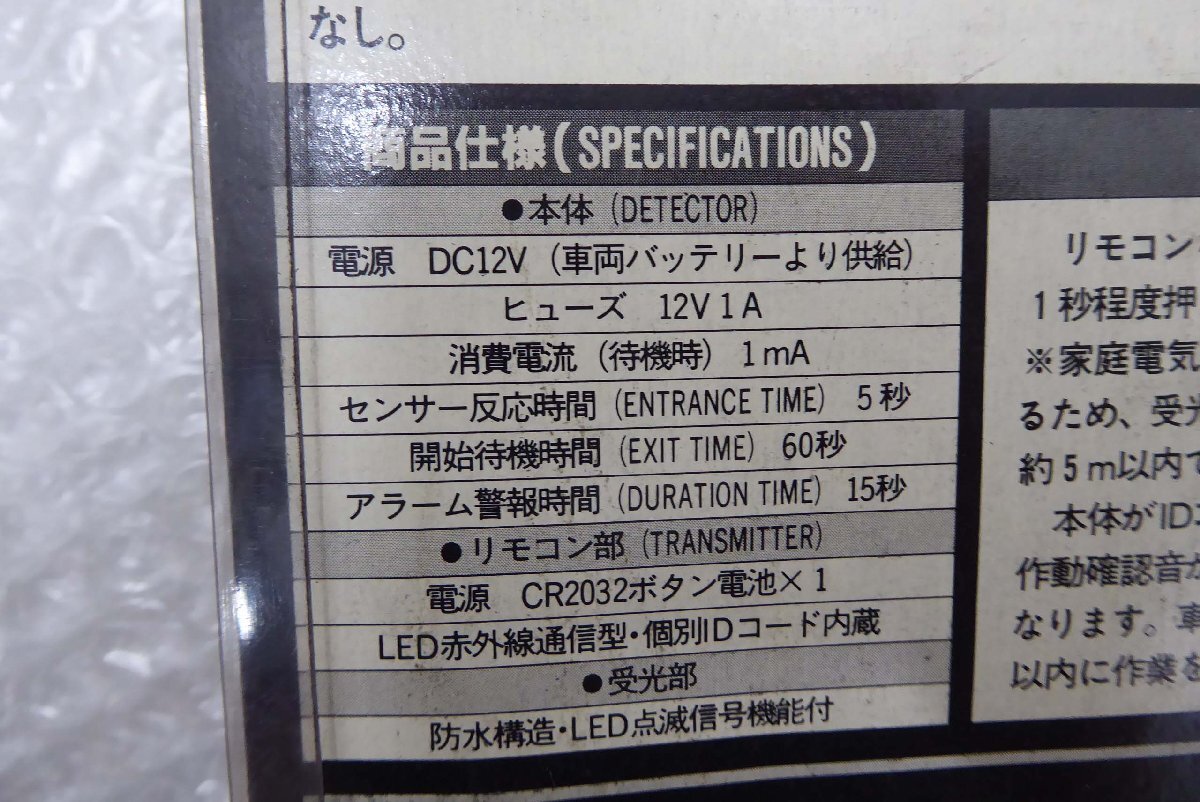 なし。
商品仕様(SPECIFICATIONS)
●本体 (DETECTOR)
電源 DC12V (車両バッテリーより供給)
ヒューズ 12V 1A
消費電流 (待機時) 1mA
センサー反応時間 (ENTRANCE TIME) 5秒
開始待機時間 (EXIT TIME) 60秒
アラーム警報時間 (DURATION TIME) 15秒
●リモコン部 (TRANSMITTER)
電源 CR2032ボタン電池×1
LED赤外線通信型・個別IDコード内蔵
●受光部
防水構造・LED点滅信号機能付
リモコン
1秒程度押
※家庭電気
るため、受光
約5m以内で
本体がID
作動確認音が
なります。車
以内に作業を